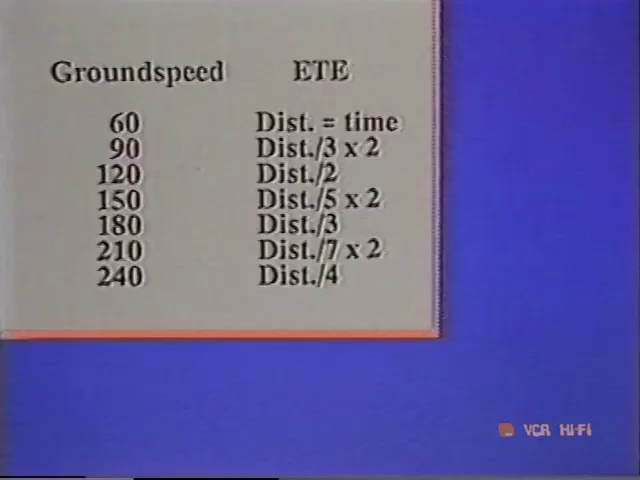 Groundspeed ETE
60 Dist. = time
90 Dist./3 x 2
120 Dist./2
150 Dist./5 x 2
180 Dist./3
210 Dist./7 x 2
240 Dist./4
VCR HI-FI